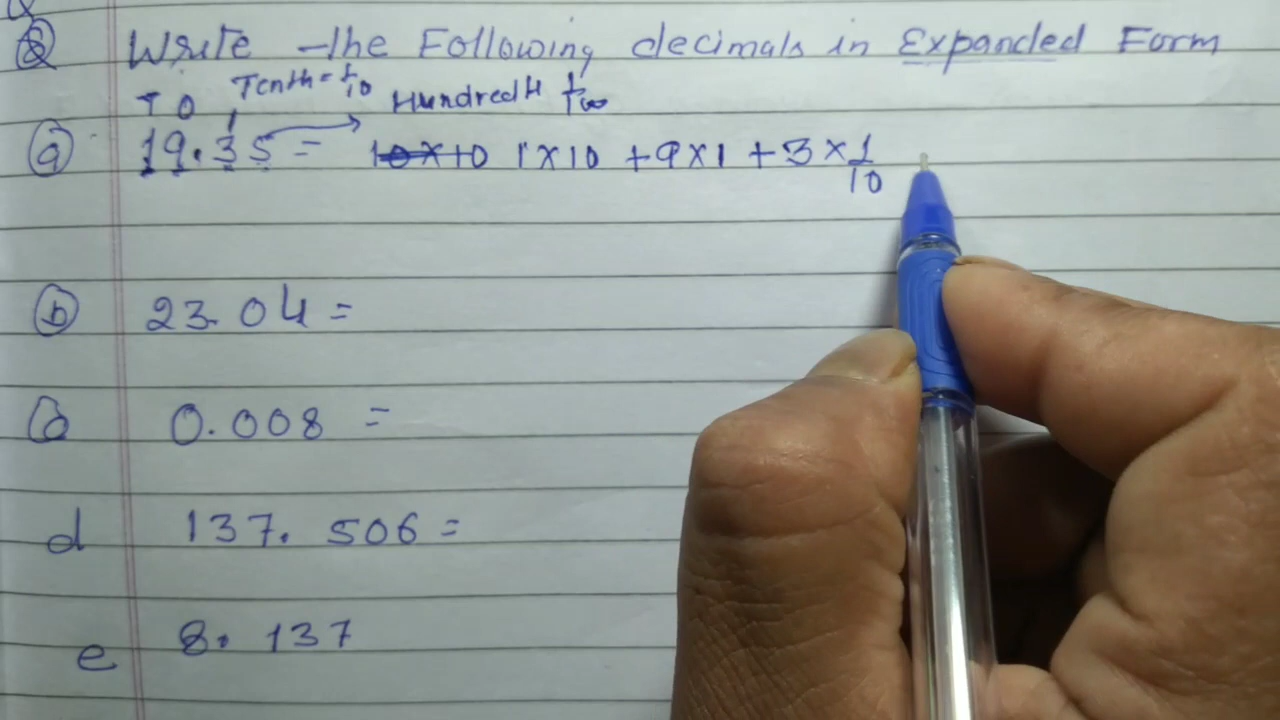 Q Write the Following decimals in Expanded Form
T O Tenth = 1/10 Hundredth 1/100
a 19.35 = 1×10 + 9×1 + 3×1/10
b 23.04 =
0.008 =
d 137.506 =
e 8.137